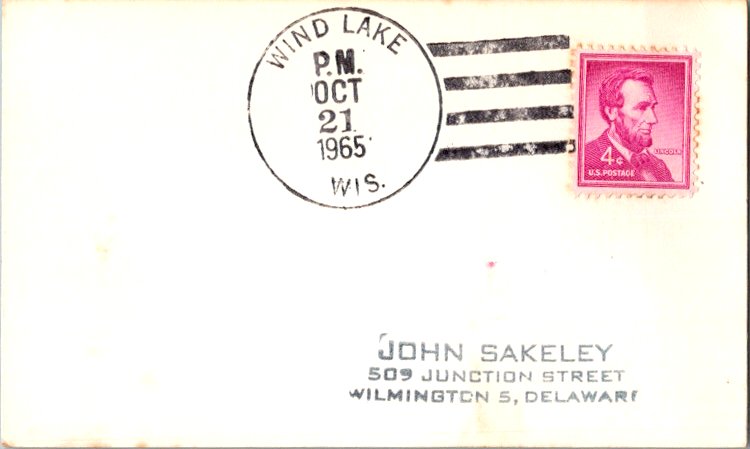 WIND LAKE
P.M.
OCT
21
1965
WIS.
LINCOLN
4¢
U.S. POSTAGE
JOHN SAKELEY
509 JUNCTION STREET
WILMINGTON 5, DELAWARE